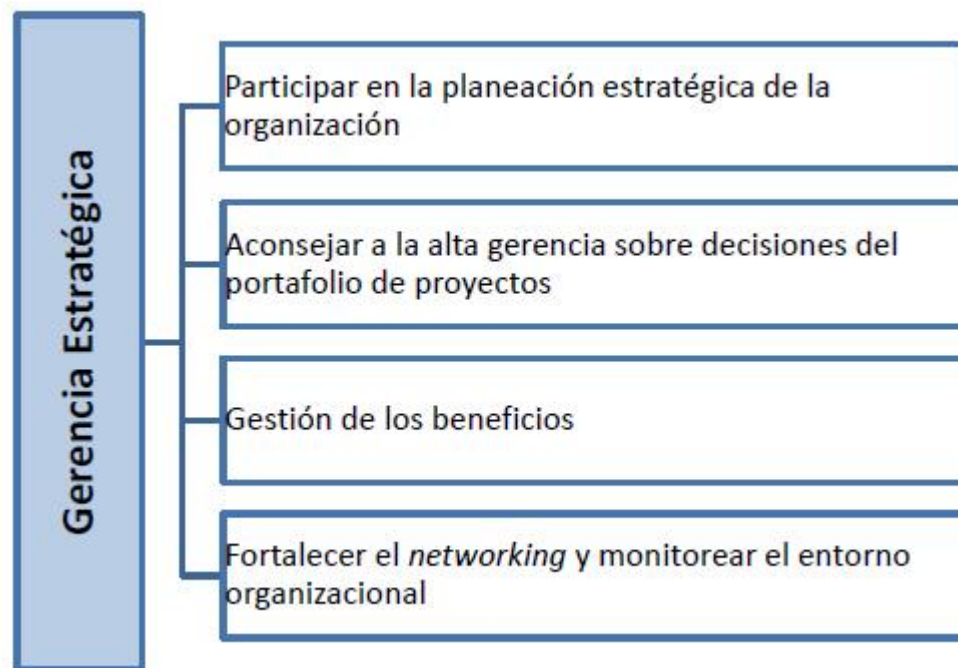 Gerencia Estratégica
Participar en la planeación estratégica de la
organización
Aconsejar a la alta gerencia sobre decisiones del
portafolio de proyectos
Gestión de los beneficios
Fortalecer el networking y monitorear el entorno
organizacional